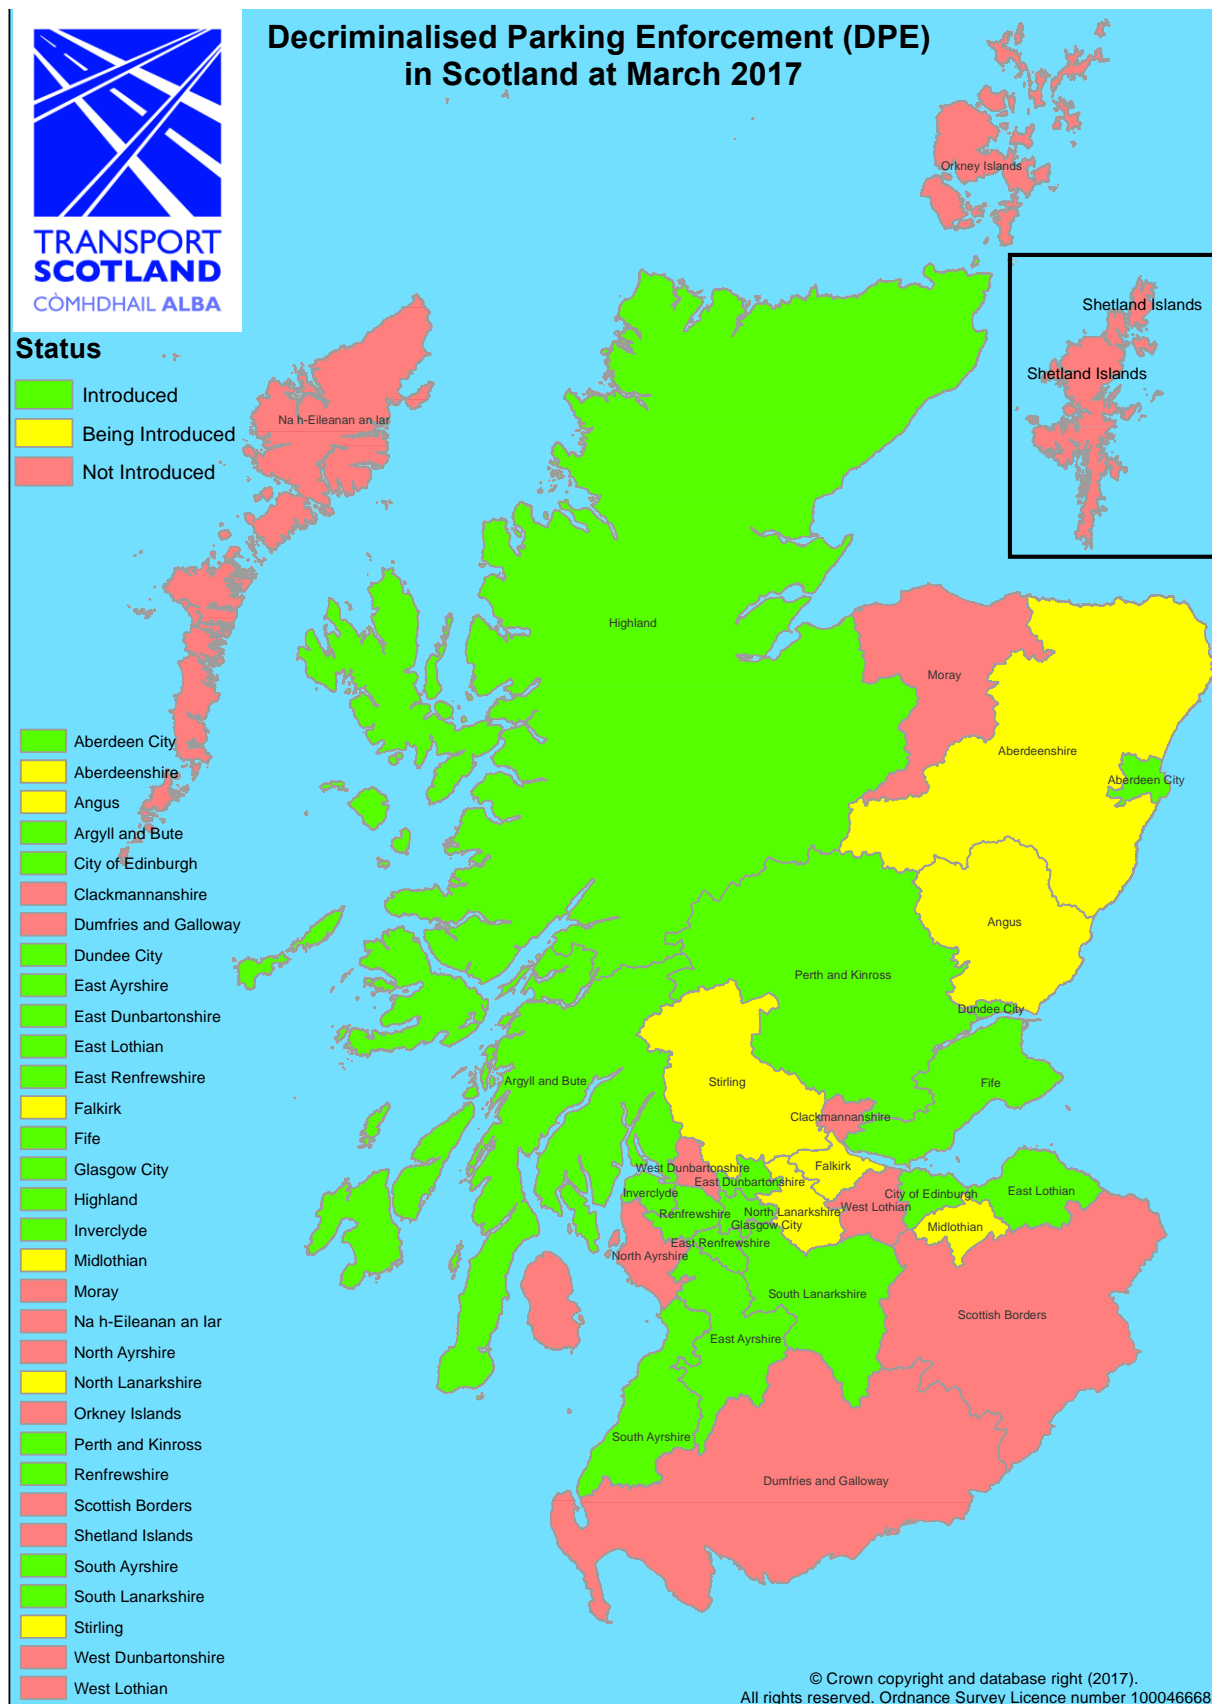 Decriminalised Parking Enforcement (DPE)
in Scotland at March 2017
TRANSPORT
SCOTLAND
CÒMHDHAIL ALBA
Status
Introduced
Being Introduced
Not Introduced
Orkney Islands
Shetland Islands
Shetland Islands
Na h-Eileanan an Iar
Highland
Moray
Aberdeenshire
Aberdeen City
Angus
Perth and Kinross
Dundee City
Fife
Argyll and Bute
Stirling
Clackmannanshire
Falkirk
West Dunbartonshire
East Dunbartonshire
Inverclyde
Renfrewshire
North Lanarkshire
Glasgow City
West Lothian
City of Edinburgh
East Lothian
Midlothian
East Renfrewshire
North Ayrshire
South Lanarkshire
Scottish Borders
East Ayrshire
South Ayrshire
Dumfries and Galloway
Aberdeen City
Aberdeenshire
Angus
Argyll and Bute
City of Edinburgh
Clackmannanshire
Dumfries and Galloway
Dundee City
East Ayrshire
East Dunbartonshire
East Lothian
East Renfrewshire
Falkirk
Fife
Glasgow City
Highland
Inverclyde
Midlothian
Moray
Na h-Eileanan an Iar
North Ayrshire
North Lanarkshire
Orkney Islands
Perth and Kinross
Renfrewshire
Scottish Borders
Shetland Islands
South Ayrshire
South Lanarkshire
Stirling
West Dunbartonshire
West Lothian
© Crown copyright and database right (2017).
All rights reserved. Ordnance Survey Licence number 100046668